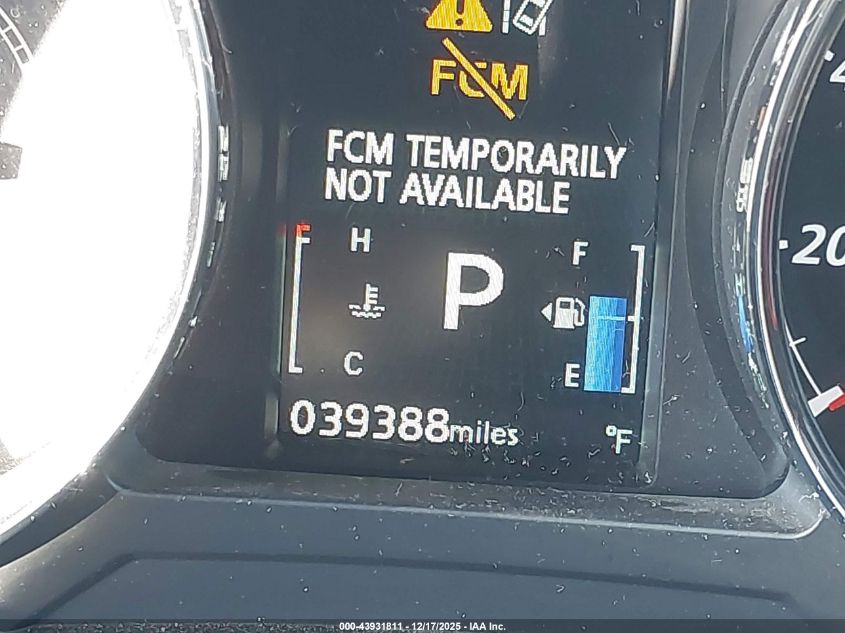 FCM
FCM TEMPORARILY
NOT AVAILABLE
H
F
P
C
E
039388miles
°F
20
000-43931811 - 12/17/2025 - IAA Inc.